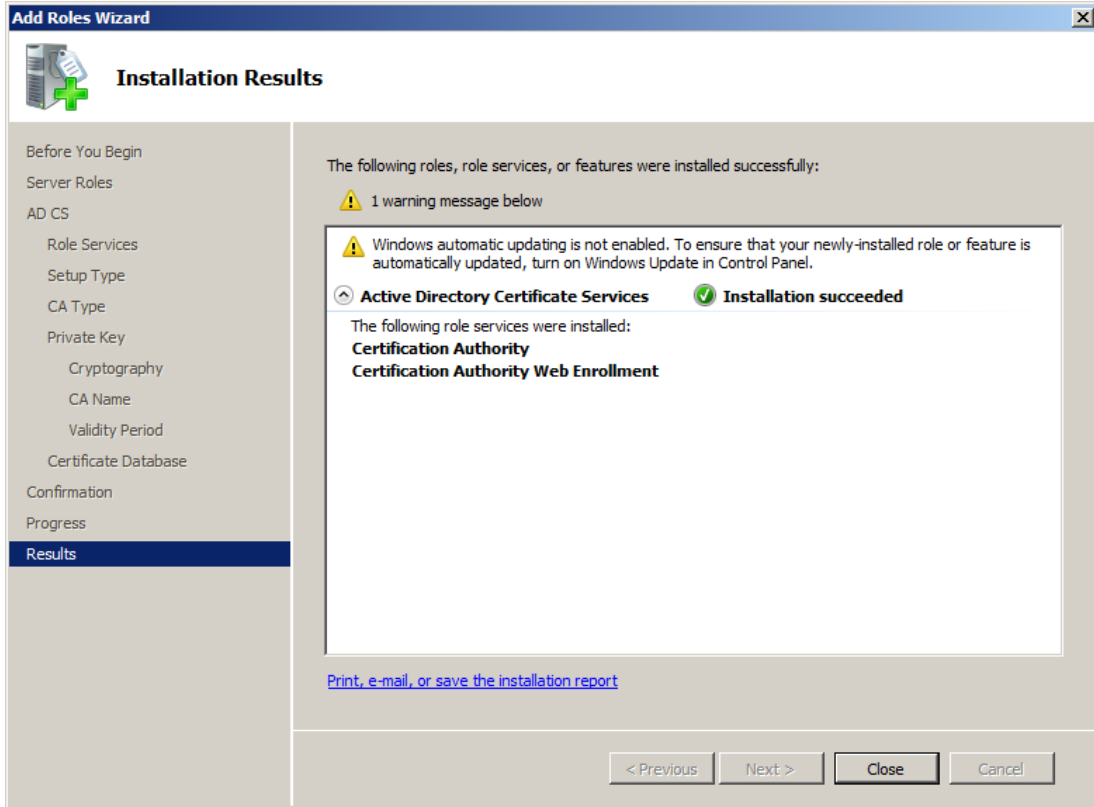 Add Roles Wizard
Installation Results
Before You Begin
Server Roles
AD CS
Role Services
Setup Type
CA Type
Private Key
Cryptography
CA Name
Validity Period
Certificate Database
Confirmation
Progress
Results
The following roles, role services, or features were installed successfully:
1 warning message below
Windows automatic updating is not enabled. To ensure that your newly-installed role or feature is
automatically updated, turn on Windows Update in Control Panel.
Active Directory Certificate Services Installation succeeded
The following role services were installed:
Certification Authority
Certification Authority Web Enrollment
Print, e-mail, or save the installation report
< Previous Next > Close Cancel